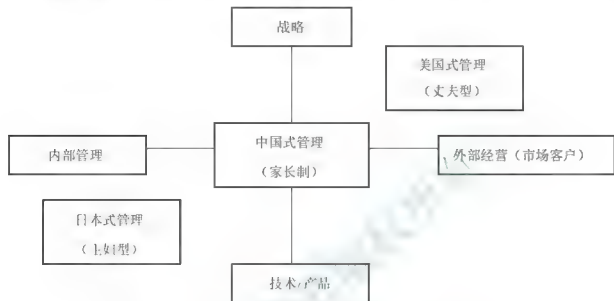 战略
美国式管理
（丈夫型）
中国式管理
（家长制）
内部管理
外部经营（市场客户）
日本式管理
（主妇型）
技术/产品